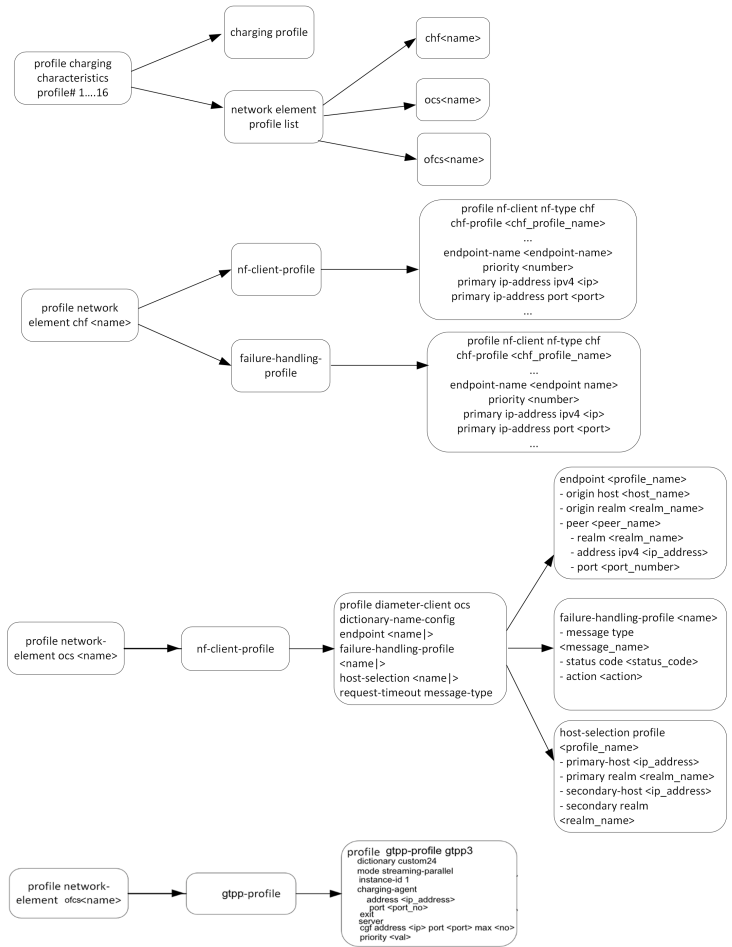 charging profile
profile charging
characteristics
profile# 1....16
network element
profile list
chf<name>
ocs<name>
ofcs<name>
profile network
element chf <name>
nf-client-profile
profile nf-client nf-type chf
chf-profile <chf_profile_name>
...
endpoint-name <endpoint-name>
priority <number>
primary ip-address ipv4 <ip>
primary ip-address port <port>
...
failure-handling-
profile
profile nf-client nf-type chf
chf-profile <chf_profile_name>
...
endpoint-name <endpoint name>
priority <number>
primary ip-address ipv4 <ip>
primary ip-address port <port>
...
profile network-
element ocs <name>
nf-client-profile
profile diameter-client ocs
dictionary-name-config
endpoint <name|>
failure-handling-profile
<name|>
host-selection <name|>
request-timeout message-type
endpoint <profile_name>
- origin host <host_name>
- origin realm <realm_name>
- peer <peer_name>
- realm <realm_name>
- address ipv4 <ip_address>
- port <port_number>
failure-handling-profile <name>
- message type
<message_name>
- status code <status_code>
- action <action>
host-selection profile
<profile_name>
- primary-host <ip_address>
- primary realm <realm_name>
- secondary-host <ip_address>
- secondary realm
<realm_name>
profile network-
element ofcs<name>
gtpp-profile
profile gtpp-profile gtpp3
dictionary custom24
mode streaming-parallel
instance-id 1
charging-agent
address <ip_address>
port <port_no>
exit
server
cgf address <ip> port <port> max <no>
priority <val>